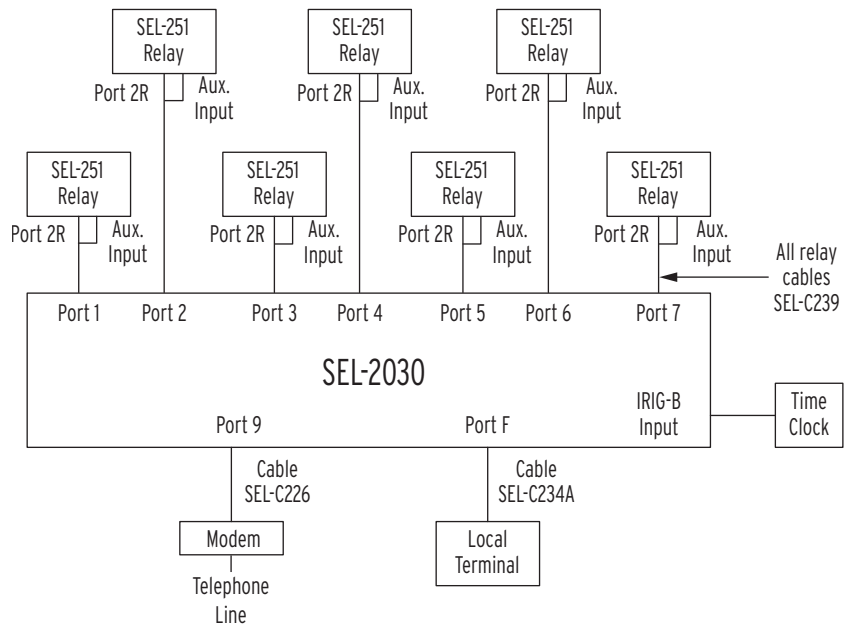 SEL-251
Relay
SEL-251
Relay
SEL-251
Relay
Port 2R
Aux.
Input
Port 2R
Aux.
Input
Port 2R
Aux.
Input
SEL-251
Relay
SEL-251
Relay
SEL-251
Relay
SEL-251
Relay
Port 2R
Aux.
Input
Port 2R
Aux.
Input
Port 2R
Aux.
Input
Port 2R
Aux.
Input
All relay
cables
SEL-C239
Port 1
Port 2
Port 3
Port 4
Port 5
Port 6
Port 7
SEL-2030
IRIG-B
Input
Time
Clock
Port 9
Port F
Cable
SEL-C226
Cable
SEL-C234A
Modem
Local
Terminal
Telephone
Line